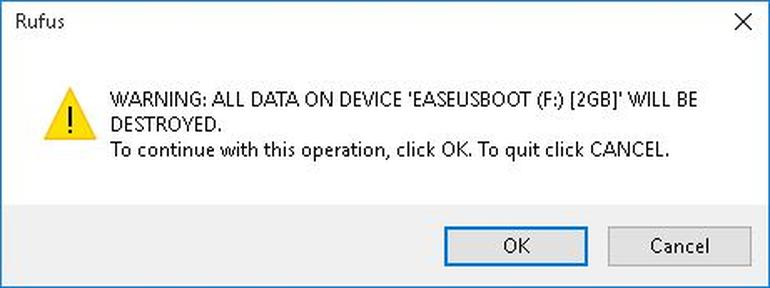 Rufus
WARNING: ALL DATA ON DEVICE 'EASEUSBOOT (F:) [2GB]' WILL BE
DESTROYED.
To continue with this operation, click OK. To quit click CANCEL.
OK
Cancel